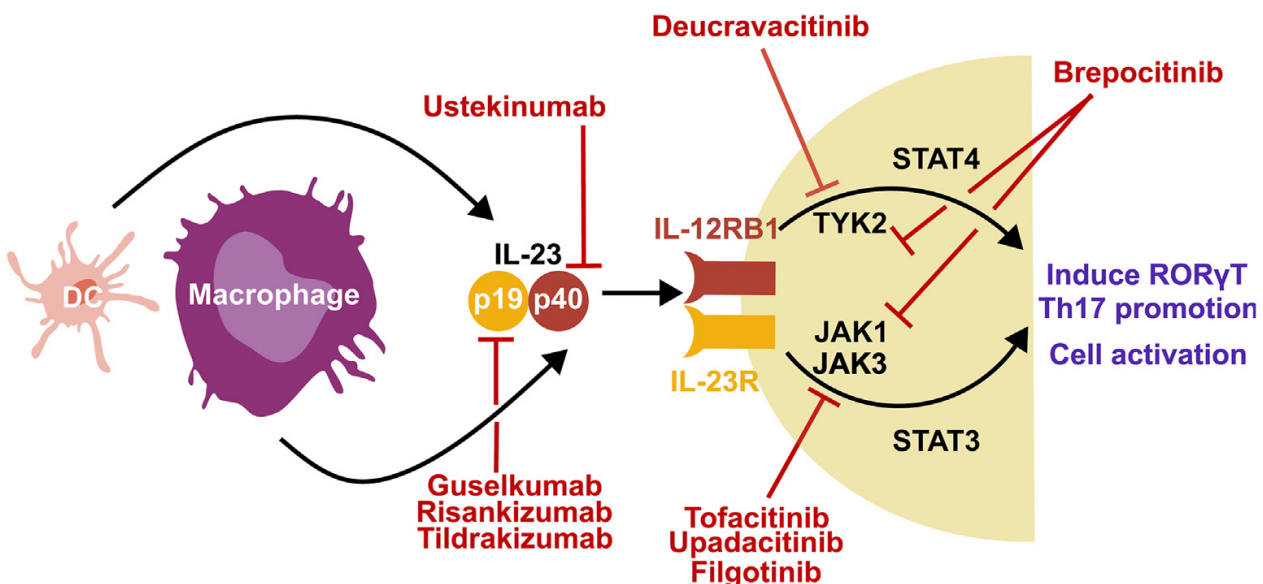 Deucravacitinib
Brepocitinib
Ustekinumab
STAT4
IL-12RB1
TYK2
IL-23
DC
Macrophage
p19
p40
Induce RORγT
Th17 promotion
Cell activation
JAK1
JAK3
IL-23R
STAT3
Guselkumab
Risankizumab
Tildrakizumab
Tofacitinib
Upadacitinib
Filgotinib